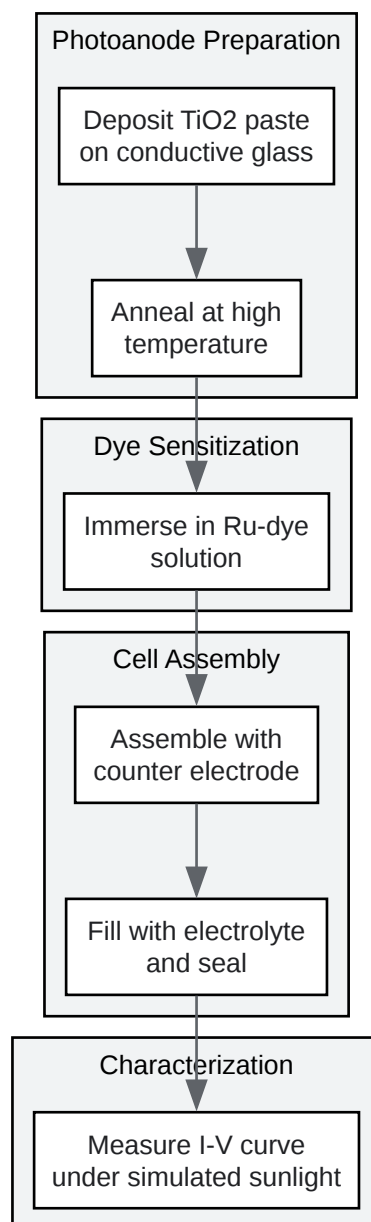 Photoanode Preparation
Deposit TiO2 paste
on conductive glass
Anneal at high
temperature
Dye Sensitization
Immerse in Ru-dye
solution
Cell Assembly
Assemble with
counter electrode
Fill with electrolyte
and seal
Characterization
Measure I-V curve
under simulated sunlight